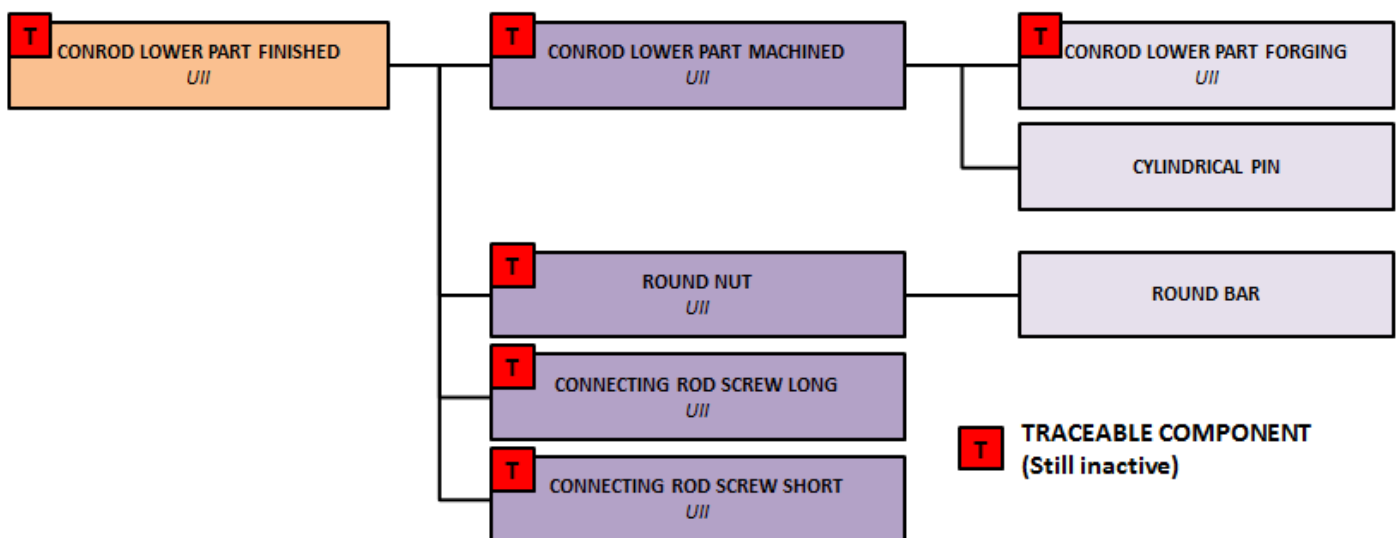 T
CONROD LOWER PART FINISHED
UII
T
CONROD LOWER PART MACHINED
UII
T
CONROD LOWER PART FORGING
UII
CYLINDRICAL PIN
T
ROUND NUT
UII
ROUND BAR
T
CONNECTING ROD SCREW LONG
UII
T
CONNECTING ROD SCREW SHORT
UII
T
TRACEABLE COMPONENT
(Still inactive)